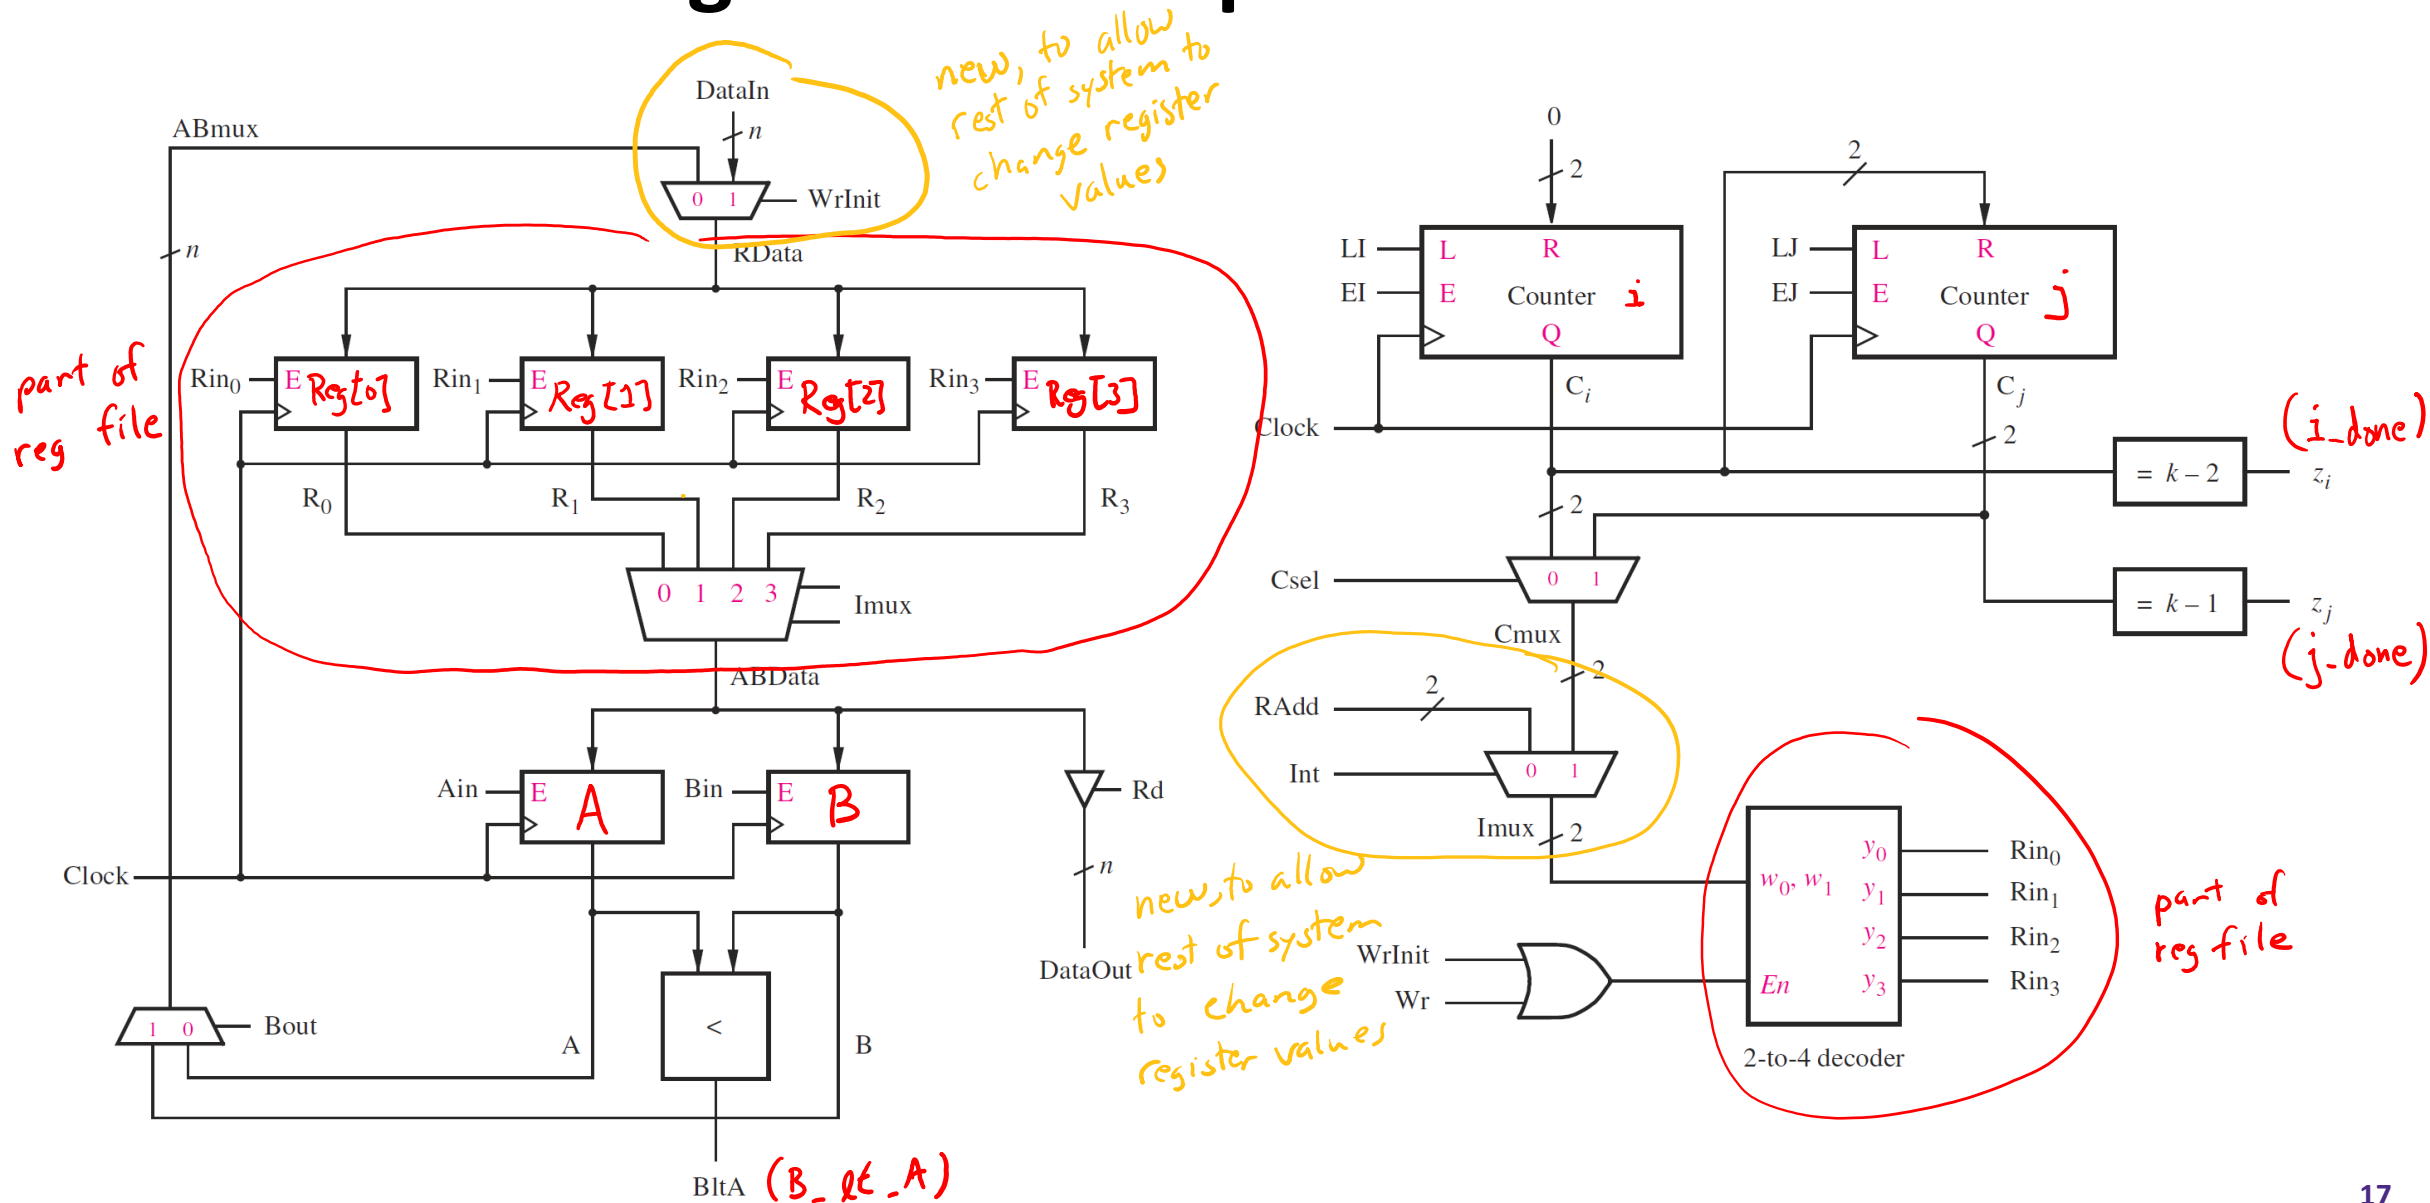 DataIn
n
ABmux
0 1
WrInit
new, to allow
rest of system to
change register
values
n
RData
part of
reg file
Rin0
E
Reg[0]
Rin1
E
Reg[1]
Rin2
E
Reg[2]
Rin3
E
Reg[3]
R0
R1
R2
R3
0 1 2 3
Imux
ABData
Ain
E
A
Bin
E
B
Rd
n
Clock
DataOut
1 0
Bout
A
<
B
BltA
(B_lt_A)
0
2
2
LI
L
R
EI
E
Counter
i
Q
LJ
L
R
EJ
E
Counter
j
Q
Ci
Cj
Clock
2
(i_done)
= k – 2
zi
2
Csel
0 1
= k – 1
zj
(j_done)
Cmux
2
RAdd
2
Int
0 1
Imux
2
new, to allow
rest of system
to change
register values
WrInit
Wr
w0, w1
En
y0
y1
y2
y3
Rin0
Rin1
Rin2
Rin3
2-to-4 decoder
part of
reg file
17